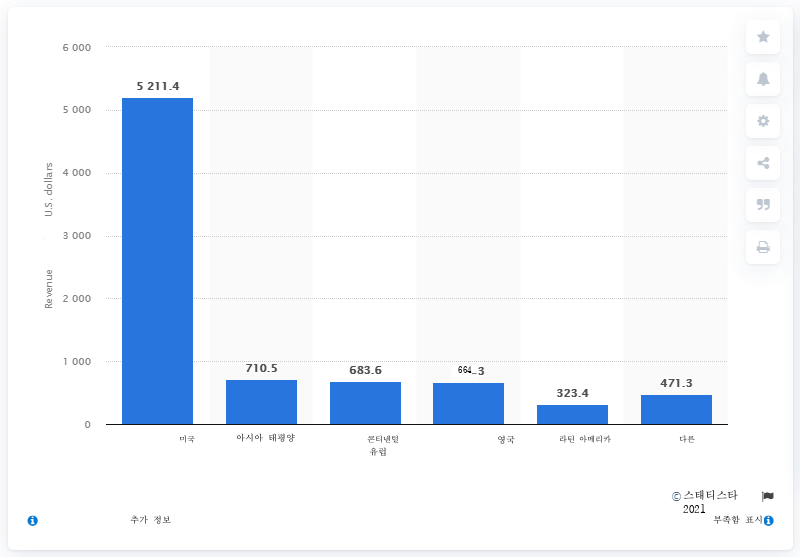 6 000
5 211.4
5 000
4 000
3 000
2 000
1 000
0
Revenue U.S. dollars
710.5
683.6
664.3
323.4
471.3
미국
아시아 태평양
콘티넨털
유럽
영국
라틴 아메리카
다른
© 스태티스타
2021
추가 정보
부족함 표시